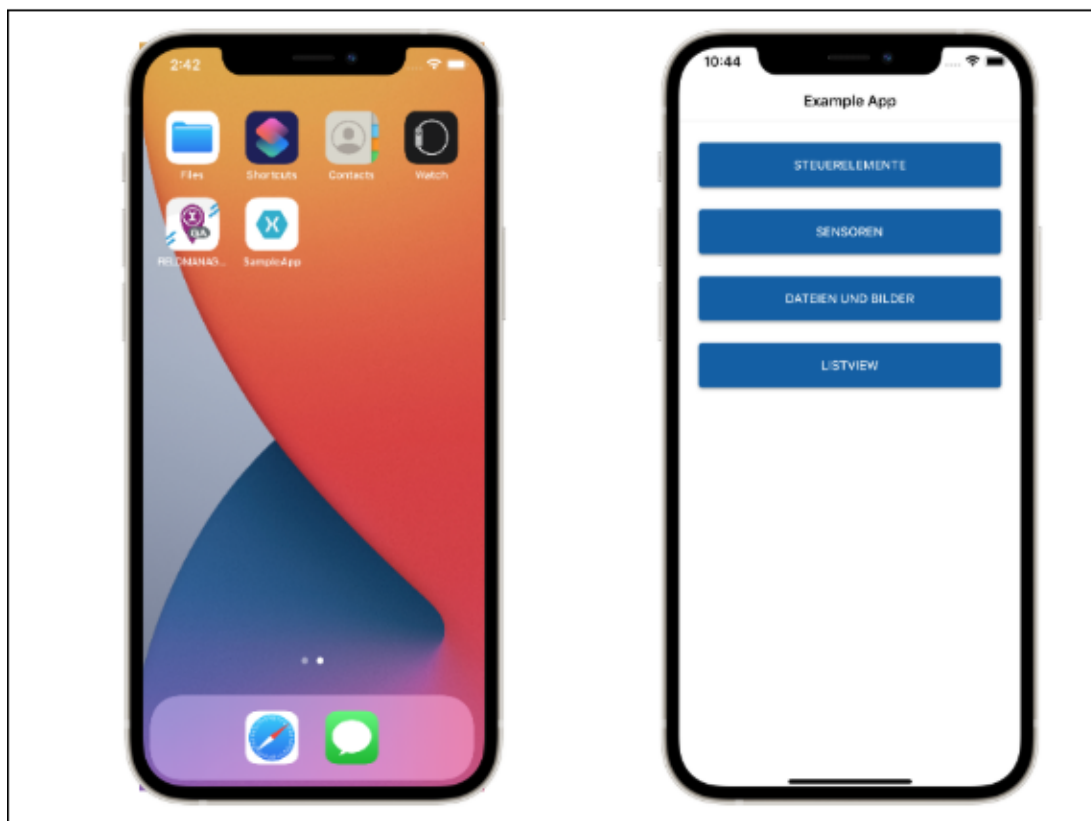 2:42
Files Shortcuts Contacts Watch
SampleApp
10:44
Example App
STEUERELEMENTE
SENSOREN
DATEIEN UND BILDER
LISTVIEW